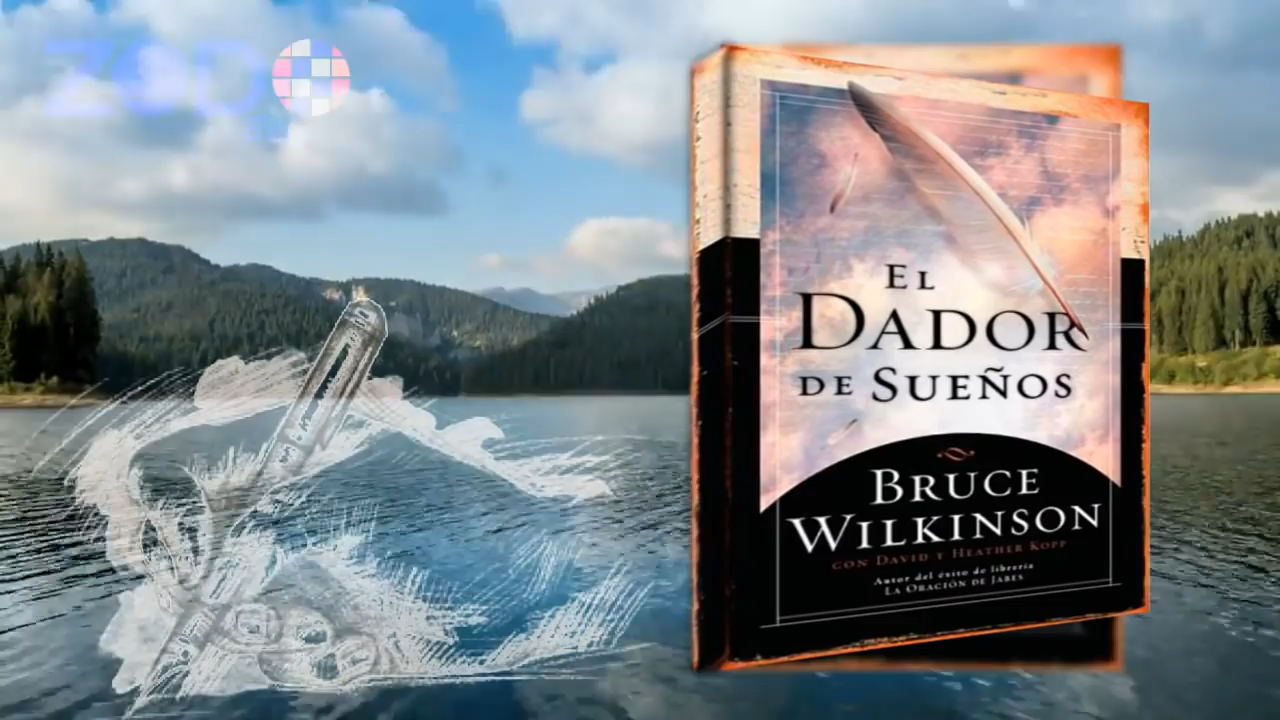 EL
DADOR
DE SUEÑOS
BRUCE
WILKINSON
CON DAVID Y HEATHER KOPP
Autor del éxito de librería
LA ORACIÓN DE JABES